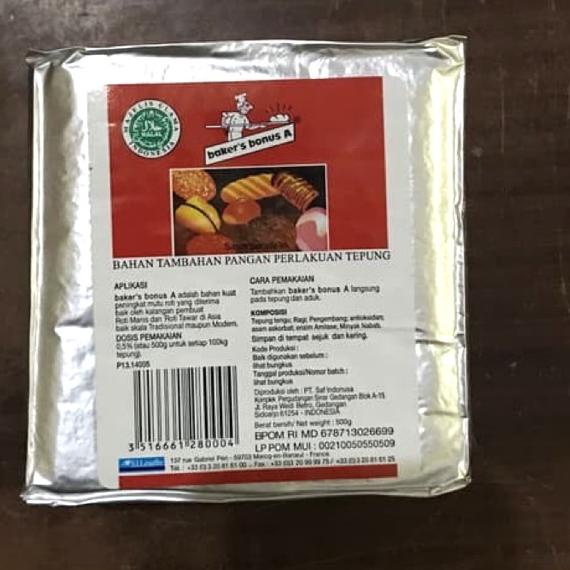 MAJELIS ULAMA
HALAL
INDONESIA
baker's bonus A
BAHAN TAMBAHAN PANGAN PERLAKUAN TEPUNG
APLIKASI
baker's bonus A adalah bahan kuat
peningkat mutu roti yang diterima
baik oleh kalangan pembuat
Roti Manis dan Roti Tawar di Asia
baik skala Tradisional maupun Modern.
DOSIS PEMAKAIAN
0,5% (atau 500g untuk setiap 100kg
tepung).
P13.14005
3 516661 280004
CARA PEMAKAIAN
Tambahkan baker's bonus A langsung
pada tepung dan aduk.
KOMPOSISI
Tepung terigu; Ragi; Pengembang; antioksidan;
asam askorbat; enzim Amilase; Minyak Nabati.
Simpan di tempat sejuk dan kering.
Kode Produksi :
Baik digunakan sebelum :
lihat bungkus
Tanggal produksi/Nomor batch :
lihat bungkus
Diproduksi oleh : PT. Saf Indonusa
Komplek Pergudangan Sinar Gedangan Blok A-15
Jl. Raya Wedi Betro, Gedangan
Sidoarjo 61254 - INDONESIA
Berat bersih/ Net weight : 500g
BPOM RI MD 678713026699
LP POM MUI : 00210050550509
137 rue Gabriel Péri - 59703 Marcq-en-Barœul - France